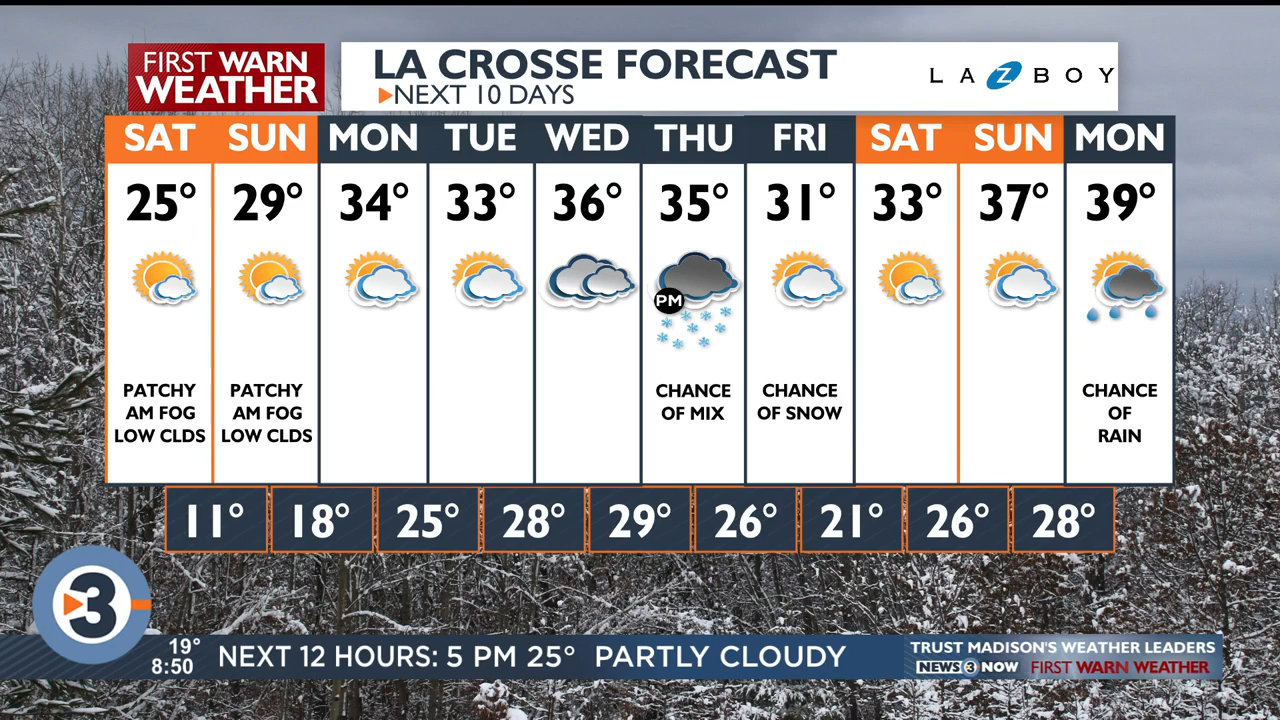 FIRST WARN
WEATHER
LA CROSSE FORECAST
NEXT 10 DAYS
LA Z BOY
SAT SUN MON TUE WED THU FRI SAT SUN MON
25° 29° 34° 33° 36° 35° 31° 33° 37° 39°
PM
PATCHY
AM FOG
LOW CLDS
PATCHY
AM FOG
LOW CLDS
CHANCE
OF MIX
CHANCE
OF SNOW
CHANCE
OF
RAIN
11° 18° 25° 28° 29° 26° 21° 26° 28°
3
19°
8:50
NEXT 12 HOURS: 5 PM 25° PARTLY CLOUDY
TRUST MADISON'S WEATHER LEADERS
NEWS 3 NOW FIRST WARN WEATHER